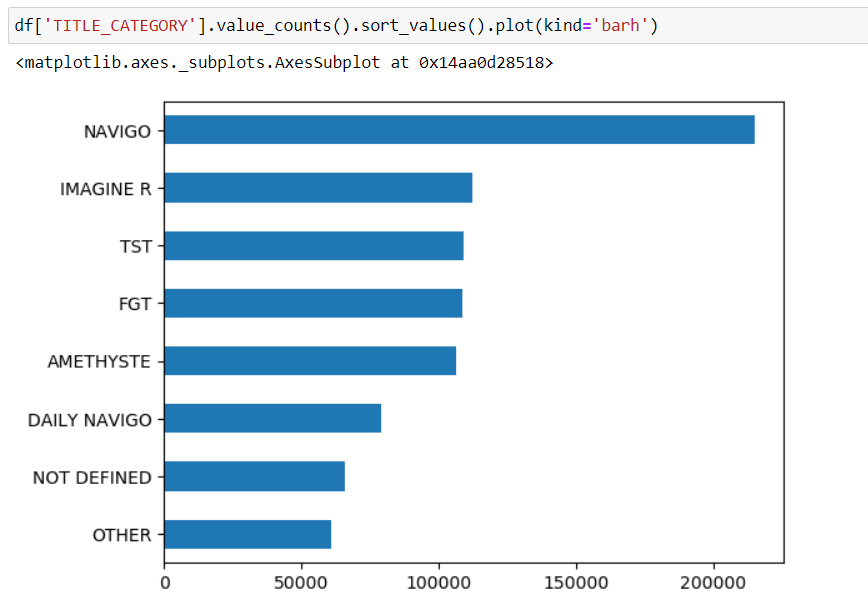 df['TITLE_CATEGORY'].value_counts().sort_values().plot(kind='barh')
<matplotlib.axes._subplots.AxesSubplot at 0x14aa0d28518>
NAVIGO
IMAGINE R
TST
FGT
AMETHYSTE
DAILY NAVIGO
NOT DEFINED
OTHER
0 50000 100000 150000 200000